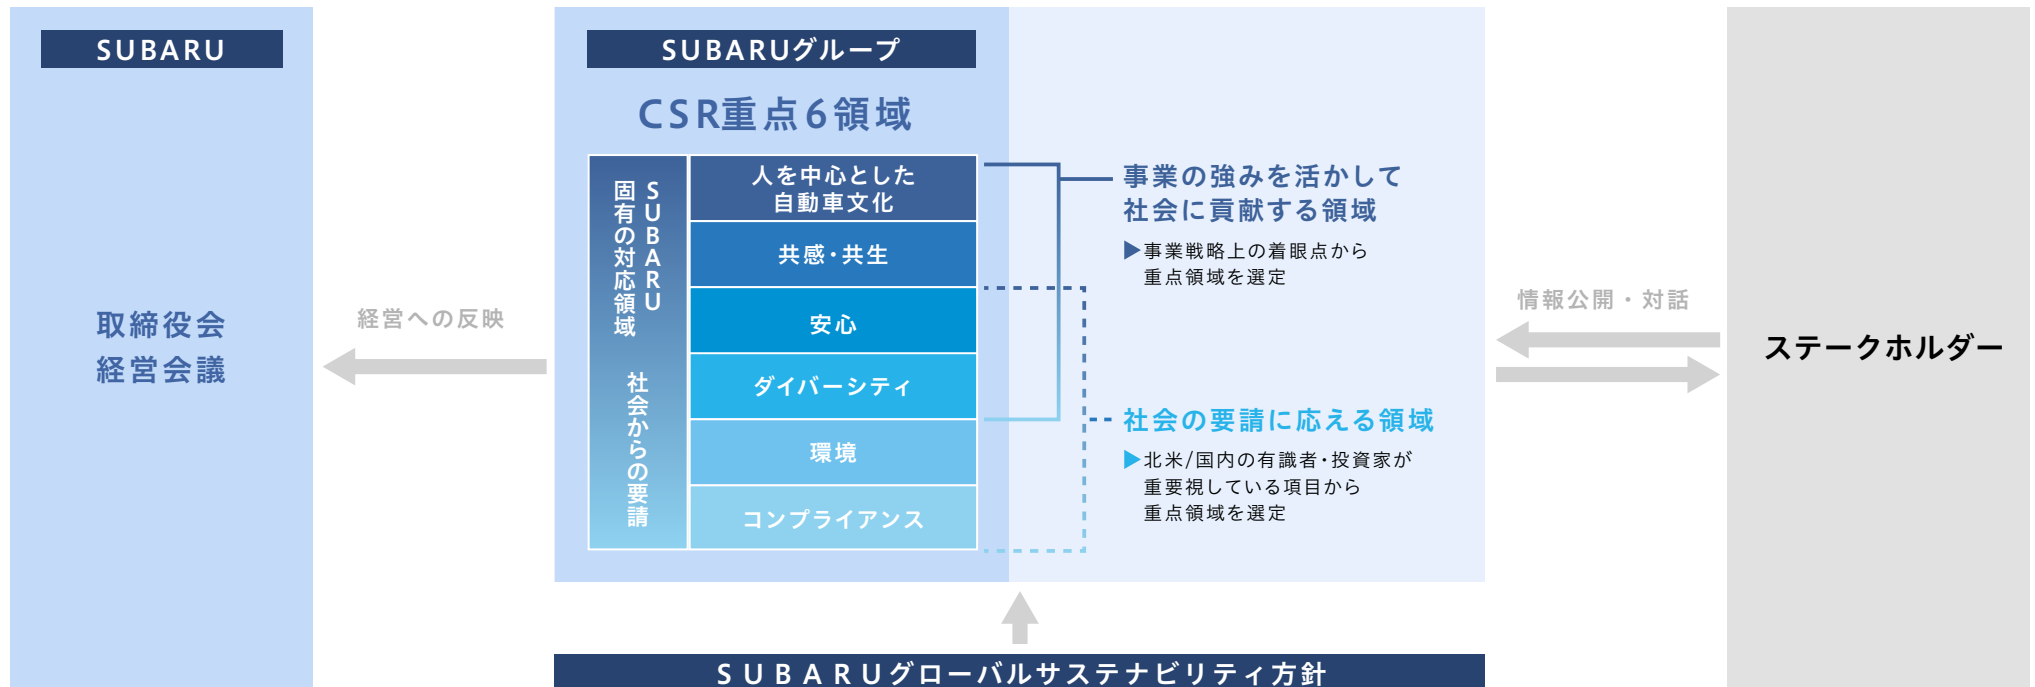 SUBARU
取締役会
経営会議
経営への反映
SUBARUグループ
CSR重点6領域
SUBARU
固有の対応領域
社会からの要請
人を中心とした
自動車文化
共感・共生
安心
ダイバーシティ
環境
コンプライアンス
事業の強みを活かして
社会に貢献する領域
▶事業戦略上の着眼点から
重点領域を選定
社会の要請に応える領域
▶北米/国内の有識者・投資家が
重要視している項目から
重点領域を選定
情報公開・対話
ステークホルダー
SUBARUグローバルサステナビリティ方針